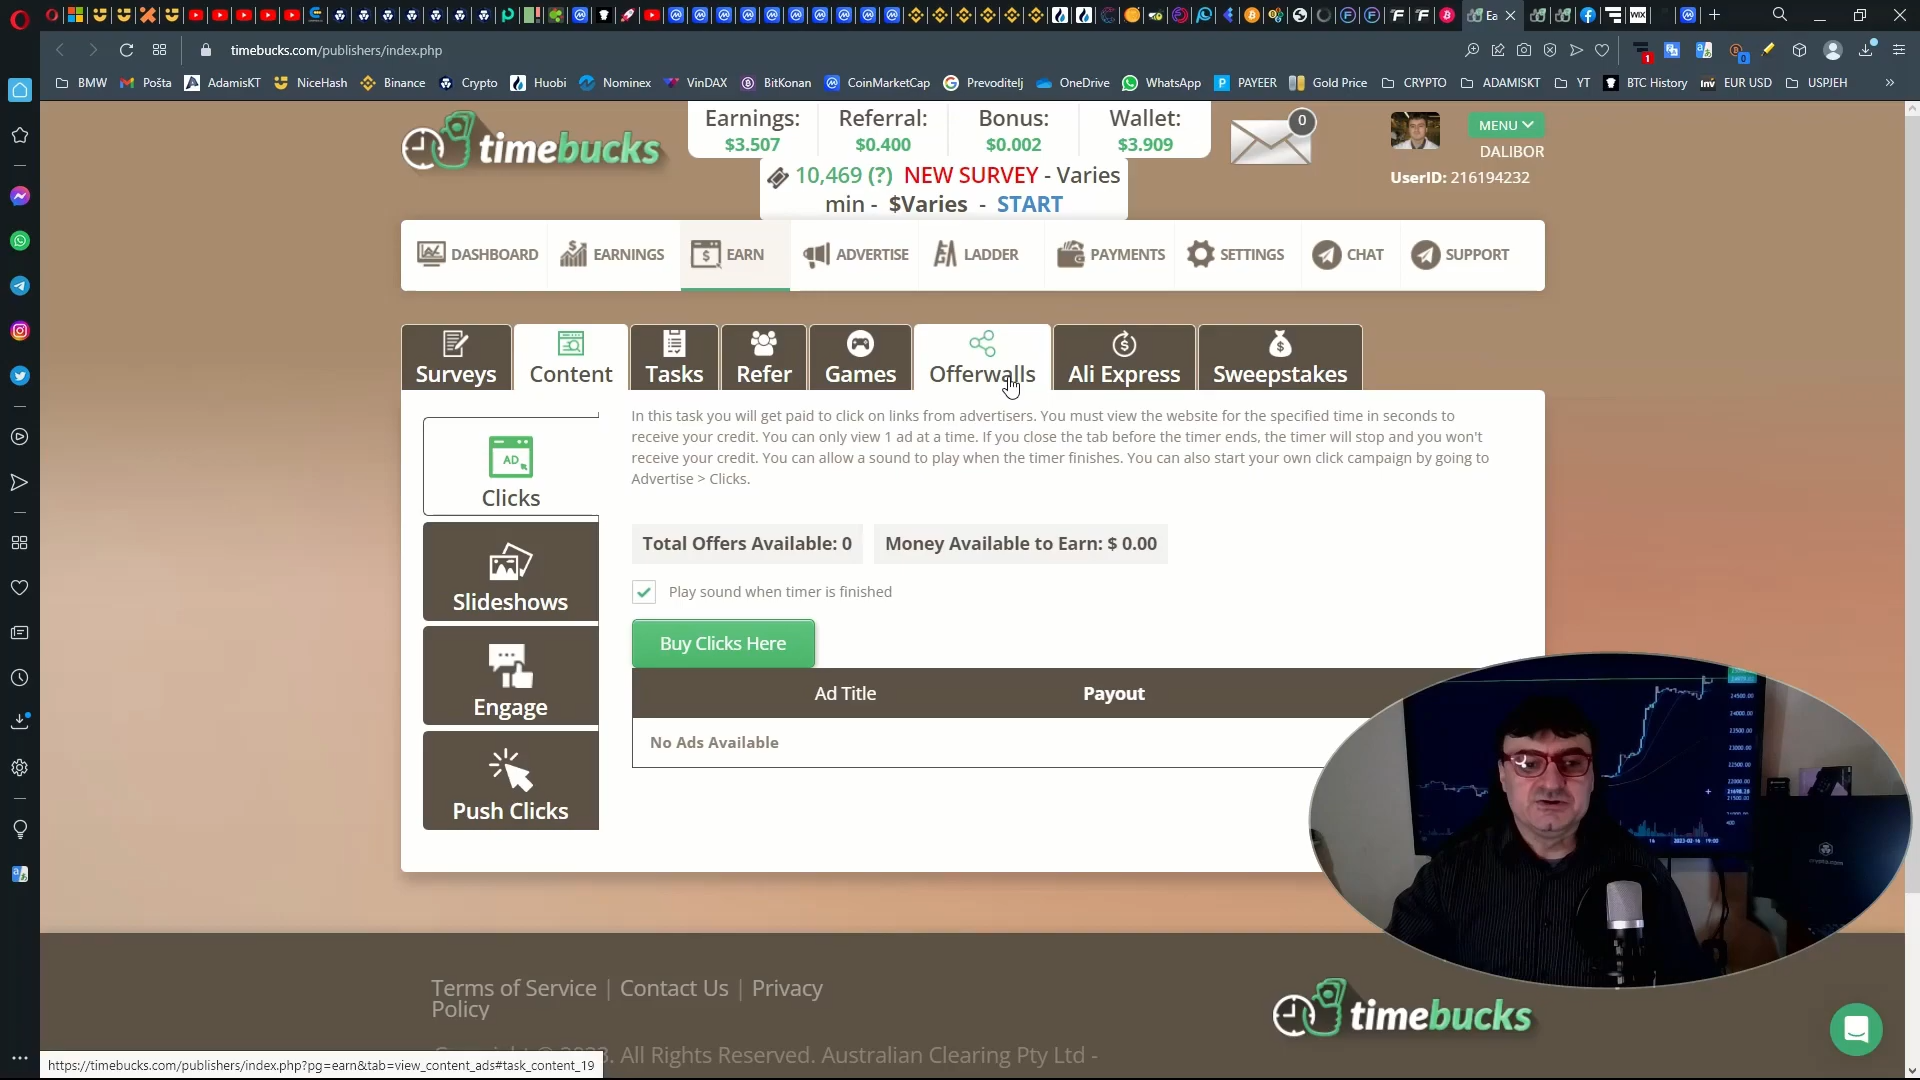 timebucks.com/publishers/index.php
1
0
BMW
Pošta
AdamisKT
NiceHash
Binance
Crypto
Huobi
Nominex
VinDAX
BitKonan
CoinMarketCap
Prevoditelj
OneDrive
WhatsApp
PAYEER
Gold Price
CRYPTO
ADAMISKT
YT
BTC History
EUR USD
USPJEH
timebucks
Earnings:
$3.507
Referral:
$0.400
Bonus:
$0.002
Wallet:
$3.909
0
MENU
DALIBOR
UserID: 216194232
10,469 (?) NEW SURVEY - Varies
min - $Varies - START
DASHBOARD
EARNINGS
EARN
ADVERTISE
LADDER
PAYMENTS
SETTINGS
CHAT
SUPPORT
Surveys
Content
Tasks
Refer
Games
Offerwalls
Ali Express
Sweepstakes
AD
Clicks
Slideshows
Engage
Push Clicks
In this task you will get paid to click on links from advertisers. You must view the website for the specified time in seconds to
receive your credit. You can only view 1 ad at a time. If you close the tab before the timer ends, the timer will stop and you won't
receive your credit. You can allow a sound to play when the timer finishes. You can also start your own click campaign by going to
Advertise > Clicks.
Total Offers Available: 0
Money Available to Earn: $ 0.00
Play sound when timer is finished
Buy Clicks Here
Ad Title
Payout
No Ads Available
Terms of Service | Contact Us | Privacy
Policy
timebucks
All Rights Reserved. Australian Clearing Pty Ltd -
https://timebucks.com/publishers/index.php?pg=earn&tab=view_content_ads#task_content_19